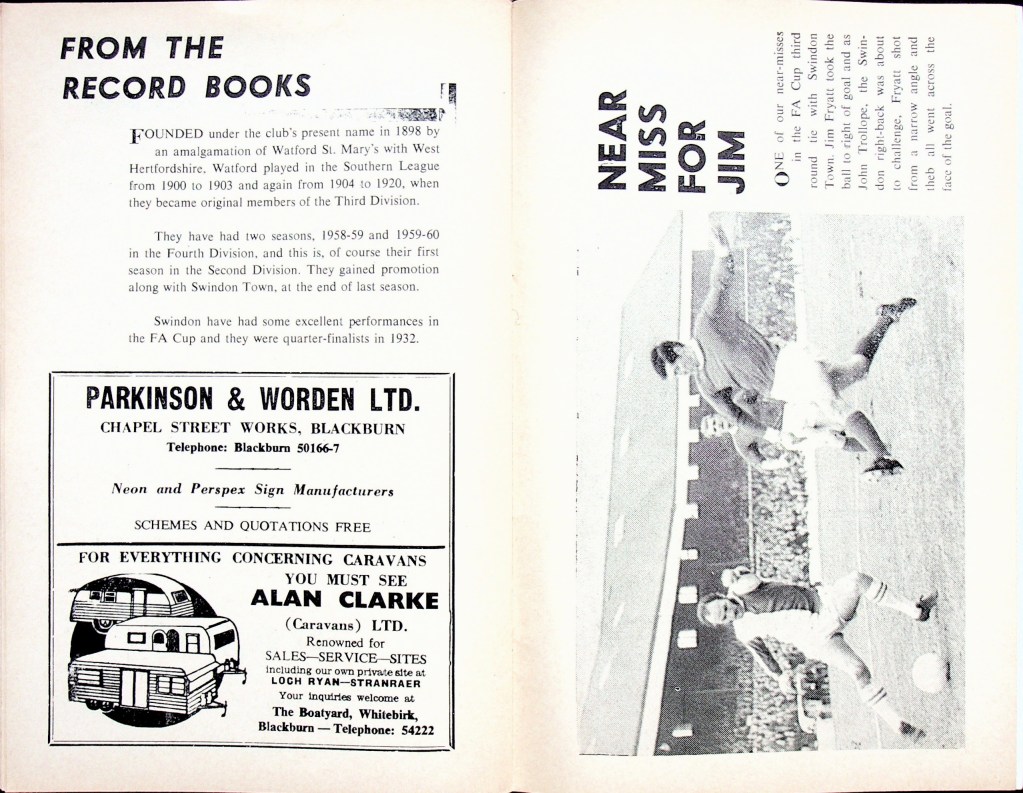 FROM THE
RECORD BOOKS
FOUNDED under the club's present name in 1898 by
an amalgamation of Watford St. Mary's with West
Hertfordshire, Watford played in the Southern League
from 1900 to 1903 and again from 1904 to 1920, when
they became original members of the Third Division.
They have had two seasons, 1958-59 and 1959-60
in the Fourth Division, and this is, of course their first
season in the Second Division. They gained promotion
along with Swindon Town, at the end of last season.
Swindon have had some excellent performances in
the FA Cup and they were quarter-finalists in 1932.
PARKINSON & WORDEN LTD.
CHAPEL STREET WORKS, BLACKBURN
Telephone: Blackburn 50166-7
Neon and Perspex Sign Manufacturers
SCHEMES AND QUOTATIONS FREE
FOR EVERYTHING CONCERNING CARAVANS
YOU MUST SEE
ALAN CLARKE
(Caravans) LTD.
Renowned for
SALES—SERVICE—SITES
including our own private site at
LOCH RYAN—STRANRAER
Your inquiries welcome at
The Boatyard, Whitebirk,
Blackburn — Telephone: 54222
NEAR
MISS
FOR
JIM
ONE of our near-misses
in the FA Cup third
round tie with Swindon
Town. Jim Fryatt took the
ball to right of goal and as
John Trollope, the Swin-
don right-back was about
to challenge, Fryatt shot
from a narrow angle and
theb all went across the
face of the goal.